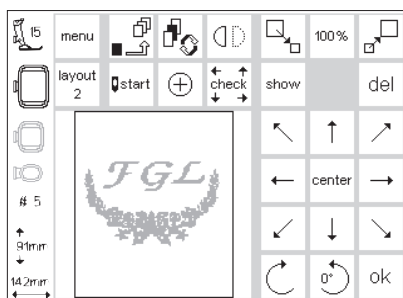 15
menu
100%
layout
2
start
check
show
del
FGL
center
# 5
91mm
142mm
0°
ok